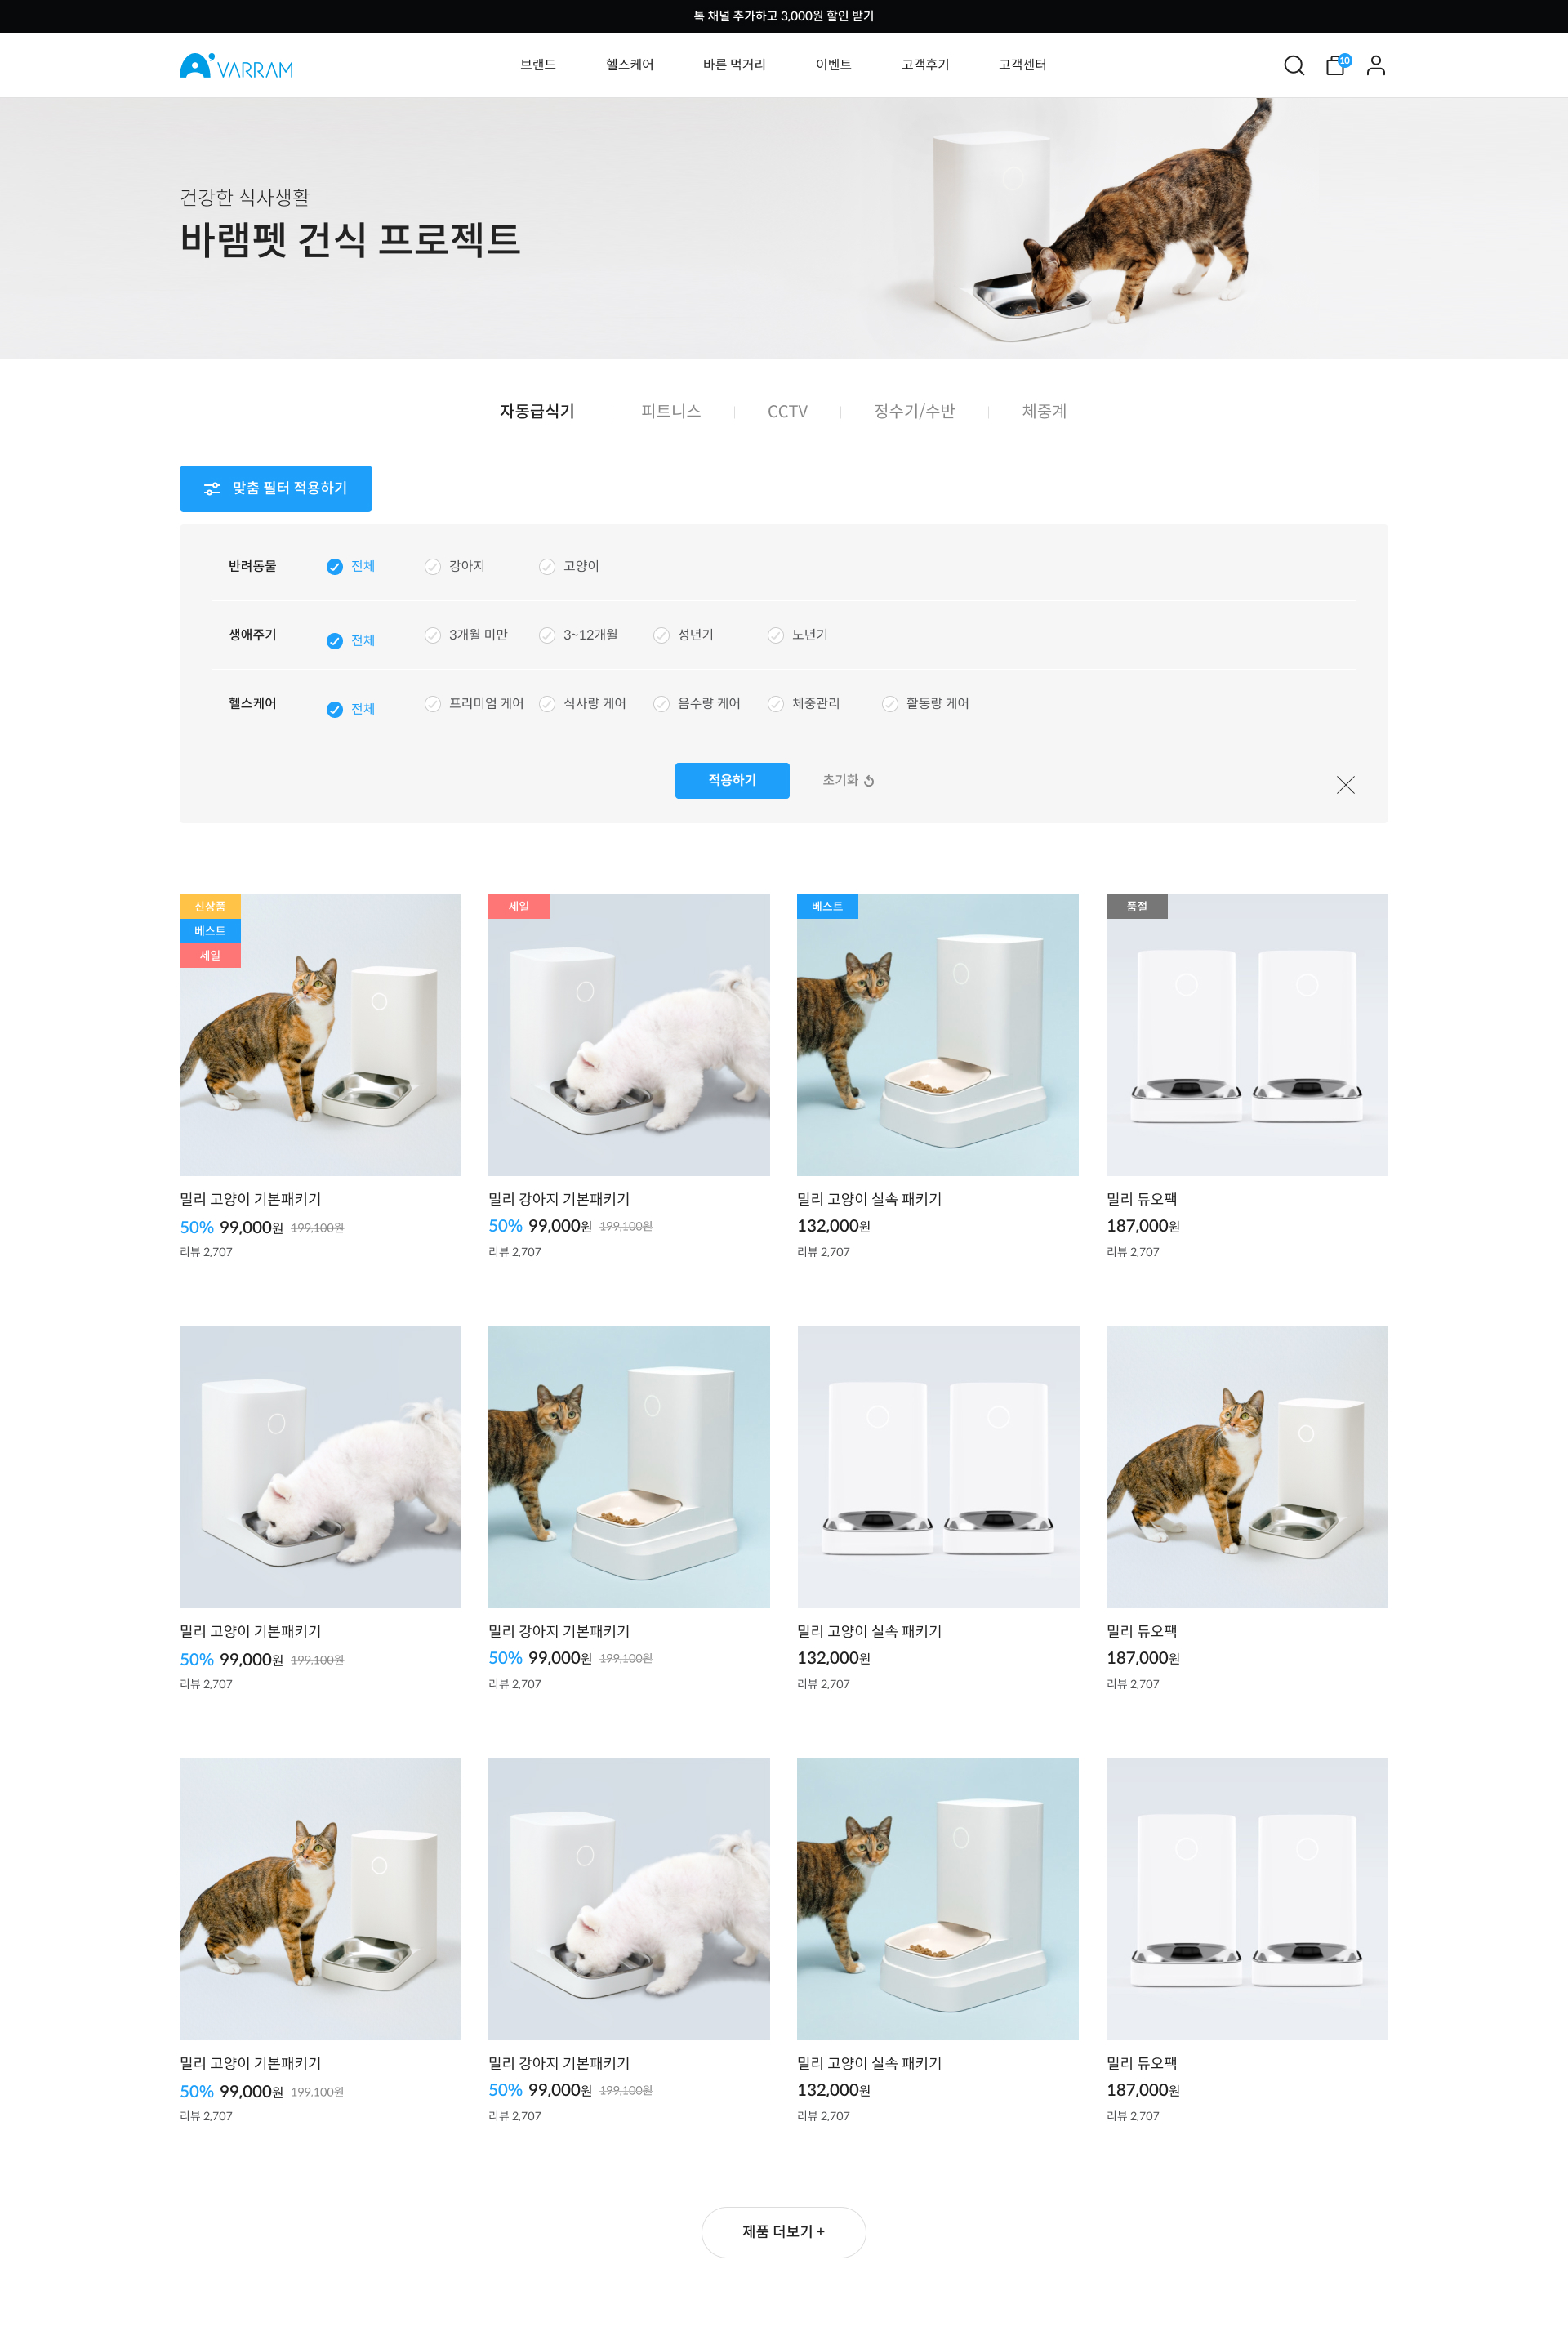 톡 채널 추가하고 3,000원 할인 받기
VARRAM 브랜드 헬스케어 바른 먹거리 이벤트 고객후기 고객센터 10
건강한 식사생활
바램펫 건식 프로젝트
자동급식기 피트니스 CCTV 정수기/수반 체중계
맞춤 필터 적용하기
반려동물 전체 강아지 고양이
생애주기 전체 3개월 미만 3~12개월 성년기 노년기
헬스케어 전체 프리미엄 케어 식사량 케어 음수량 케어 체중관리 활동량 케어
적용하기 초기화
신상품 세일 베스트 품절
베스트
세일
밀리 고양이 기본패키기 밀리 강아지 기본패키기 밀리 고양이 실속 패키기 밀리 듀오팩
50% 99,000원 199,100원 50% 99,000원 199,100원 132,000원 187,000원
리뷰 2,707 리뷰 2,707 리뷰 2,707 리뷰 2,707
밀리 고양이 기본패키기 밀리 강아지 기본패키기 밀리 고양이 실속 패키기 밀리 듀오팩
50% 99,000원 199,100원 50% 99,000원 199,100원 132,000원 187,000원
리뷰 2,707 리뷰 2,707 리뷰 2,707 리뷰 2,707
밀리 고양이 기본패키기 밀리 강아지 기본패키기 밀리 고양이 실속 패키기 밀리 듀오팩
50% 99,000원 199,100원 50% 99,000원 199,100원 132,000원 187,000원
리뷰 2,707 리뷰 2,707 리뷰 2,707 리뷰 2,707
제품 더보기 +